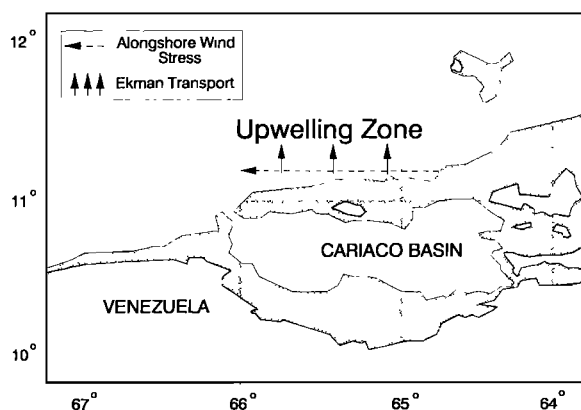 12°
Alongshore Wind
Stress
Ekman Transport
Upwelling Zone
11°
CARIACO BASIN
VENEZUELA
10°
67° 66° 65° 64°